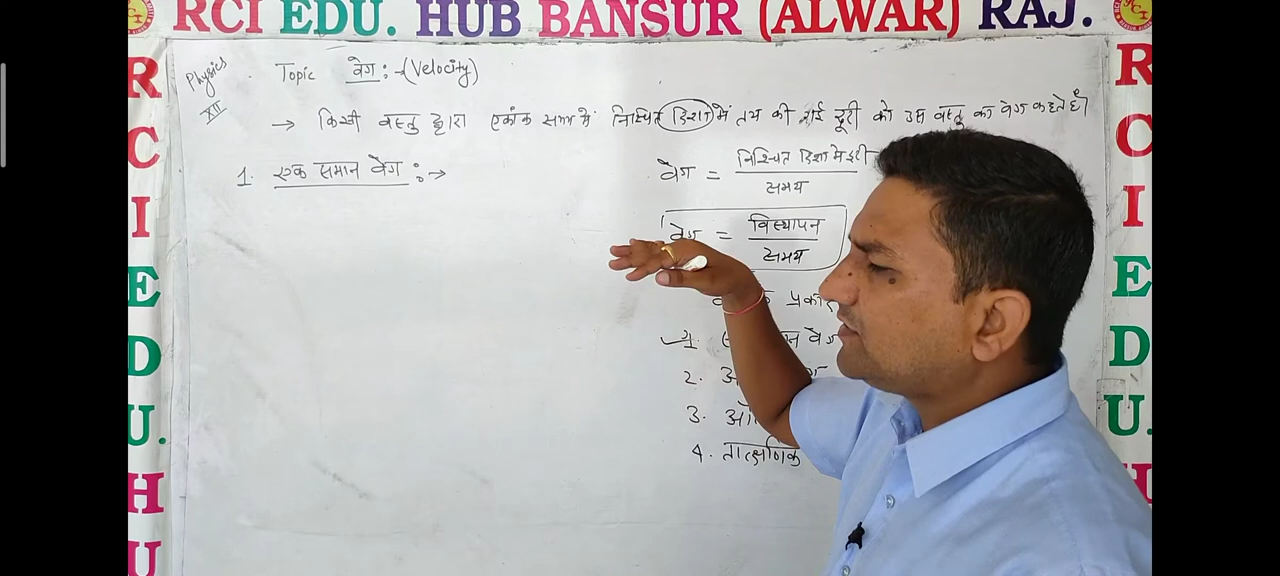 RCI EDU. HUB BANSUR (ALWAR) RAJ.
Physics
XII
Topic वेग :→ (Velocity)
→ किसी वस्तु द्वारा एकांक समय में निश्चित दिशा में तय की गई दूरी को उस वस्तु का वेग कहते हैं।
वेग = निश्चित दिशा में दूरी
समय
1. एक समान वेग :→
वेग = विस्थापन
समय
प्रकार
1. वेग
2.
3.
4. तात्क्षणिक
R C I E D U. H U
R C I E D U. H